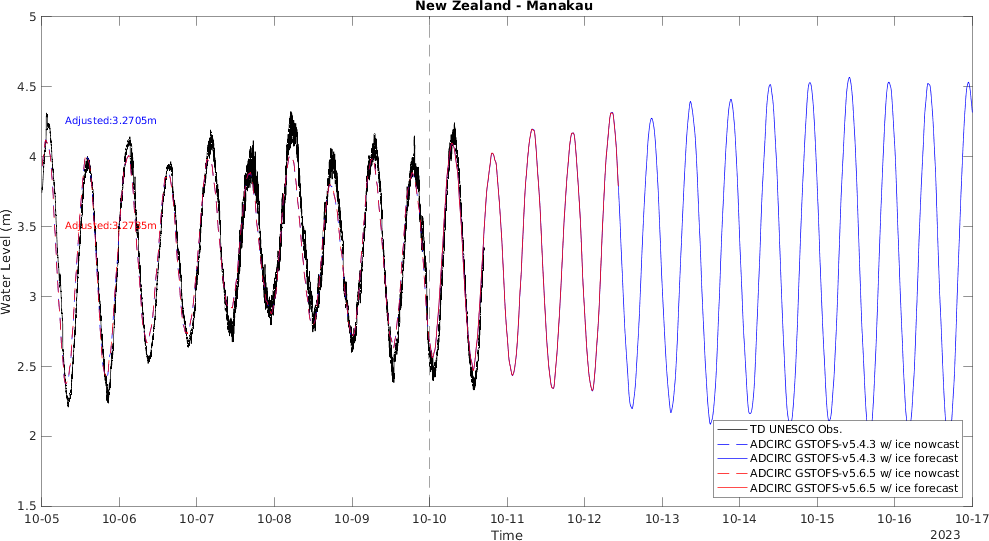 New Zealand - Manakau
5
4.5
4
3.5
3
2.5
2
1.5
Water Level (m)
Adjusted:3.2705m
Adjusted:3.2735m
TD UNESCO Obs.
ADCIRC GSTOFS-v5.4.3 w/ ice nowcast
ADCIRC GSTOFS-v5.4.3 w/ ice forecast
ADCIRC GSTOFS-v5.6.5 w/ ice nowcast
ADCIRC GSTOFS-v5.6.5 w/ ice forecast
10-05 10-06 10-07 10-08 10-09 10-10 10-11 10-12 10-13 10-14 10-15 10-16 10-17
Time
2023